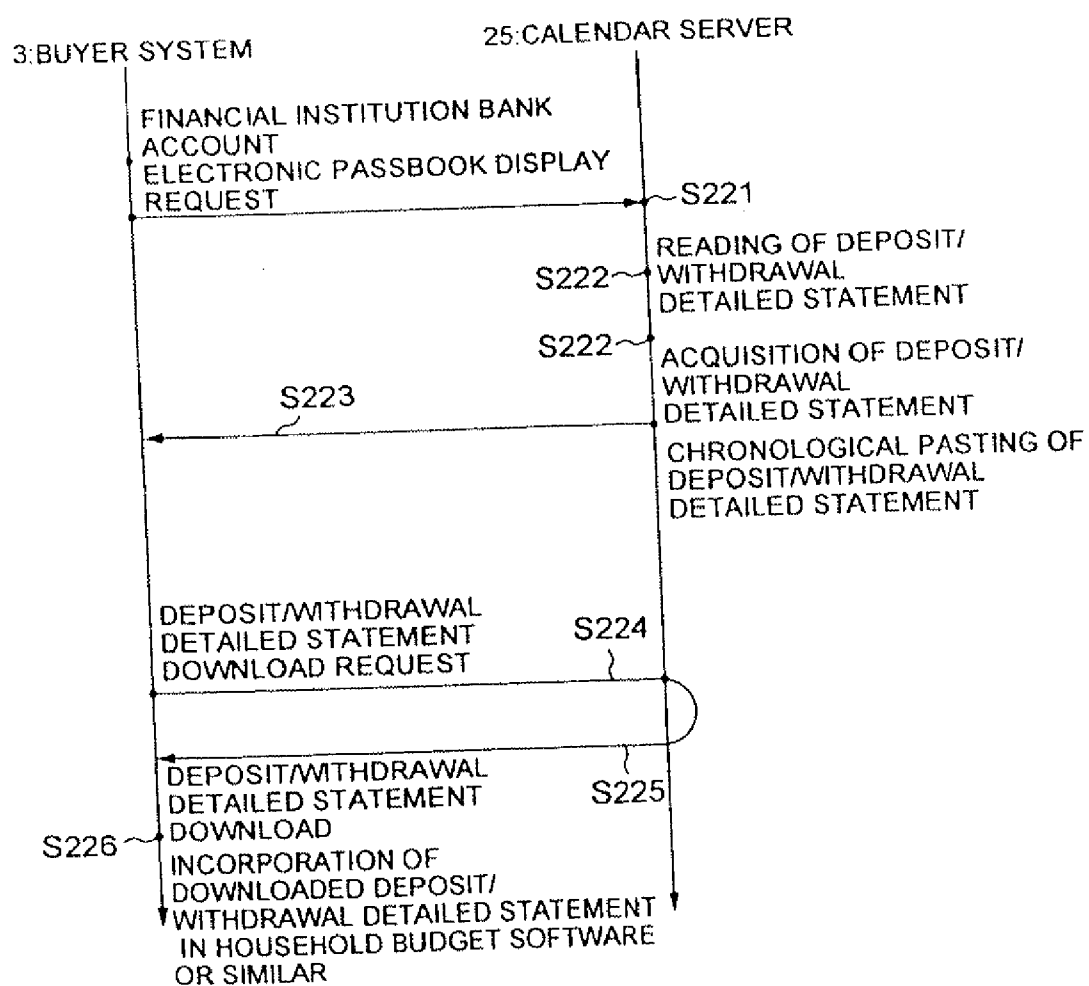 3:BUYER SYSTEM
25:CALENDAR SERVER
FINANCIAL INSTITUTION BANK
ACCOUNT
ELECTRONIC PASSBOOK DISPLAY
REQUEST
S221
READING OF DEPOSIT/
S222
WITHDRAWAL
DETAILED STATEMENT
S222
ACQUISITION OF DEPOSIT/
WITHDRAWAL
DETAILED STATEMENT
S223
CHRONOLOGICAL PASTING OF
DEPOSIT/WITHDRAWAL
DETAILED STATEMENT
DEPOSIT/WITHDRAWAL
DETAILED STATEMENT
DOWNLOAD REQUEST
S224
DEPOSIT/WITHDRAWAL
DETAILED STATEMENT
DOWNLOAD
S225
S226
INCORPORATION OF
DOWNLOADED DEPOSIT/
WITHDRAWAL DETAILED STATEMENT
IN HOUSEHOLD BUDGET SOFTWARE
OR SIMILAR